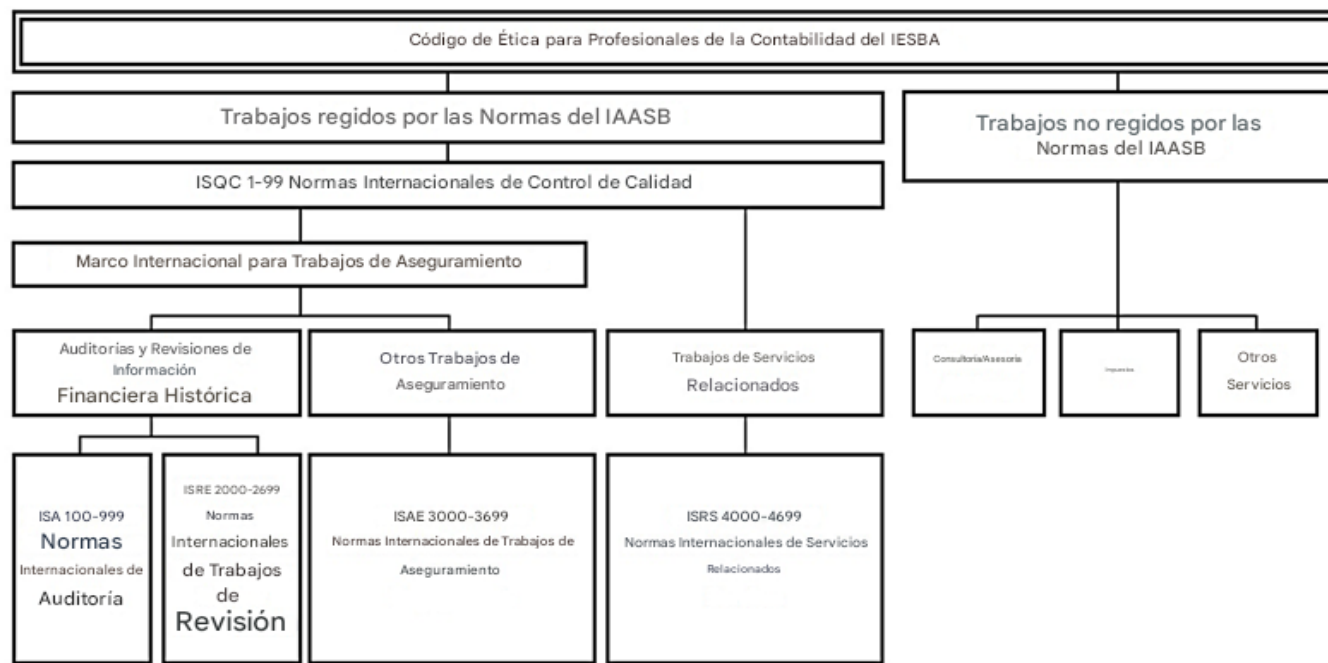 Código de Ética para Profesionales de la Contabilidad del IESBA
Trabajos regidos por las Normas del IAASB
Trabajos no regidos por las
Normas del IAASB
ISQC 1-99 Normas Internacionales de Control de Calidad
Marco Internacional para Trabajos de Aseguramiento
Auditorías y Revisiones de
Información
Financiera Histórica
Otros Trabajos de
Aseguramiento
Trabajos de Servicios
Relacionados
Consultoría/Asesoría
Impuestos
Otros
Servicios
ISA 100-999
Normas
Internacionales de
Auditoría
ISRE 2000-2699
Normas
Internacionales
de Trabajos
de
Revisión
ISAE 3000-3699
Normas Internacionales de Trabajos de
Aseguramiento
ISRS 4000-4699
Normas Internacionales de Servicios
Relacionados